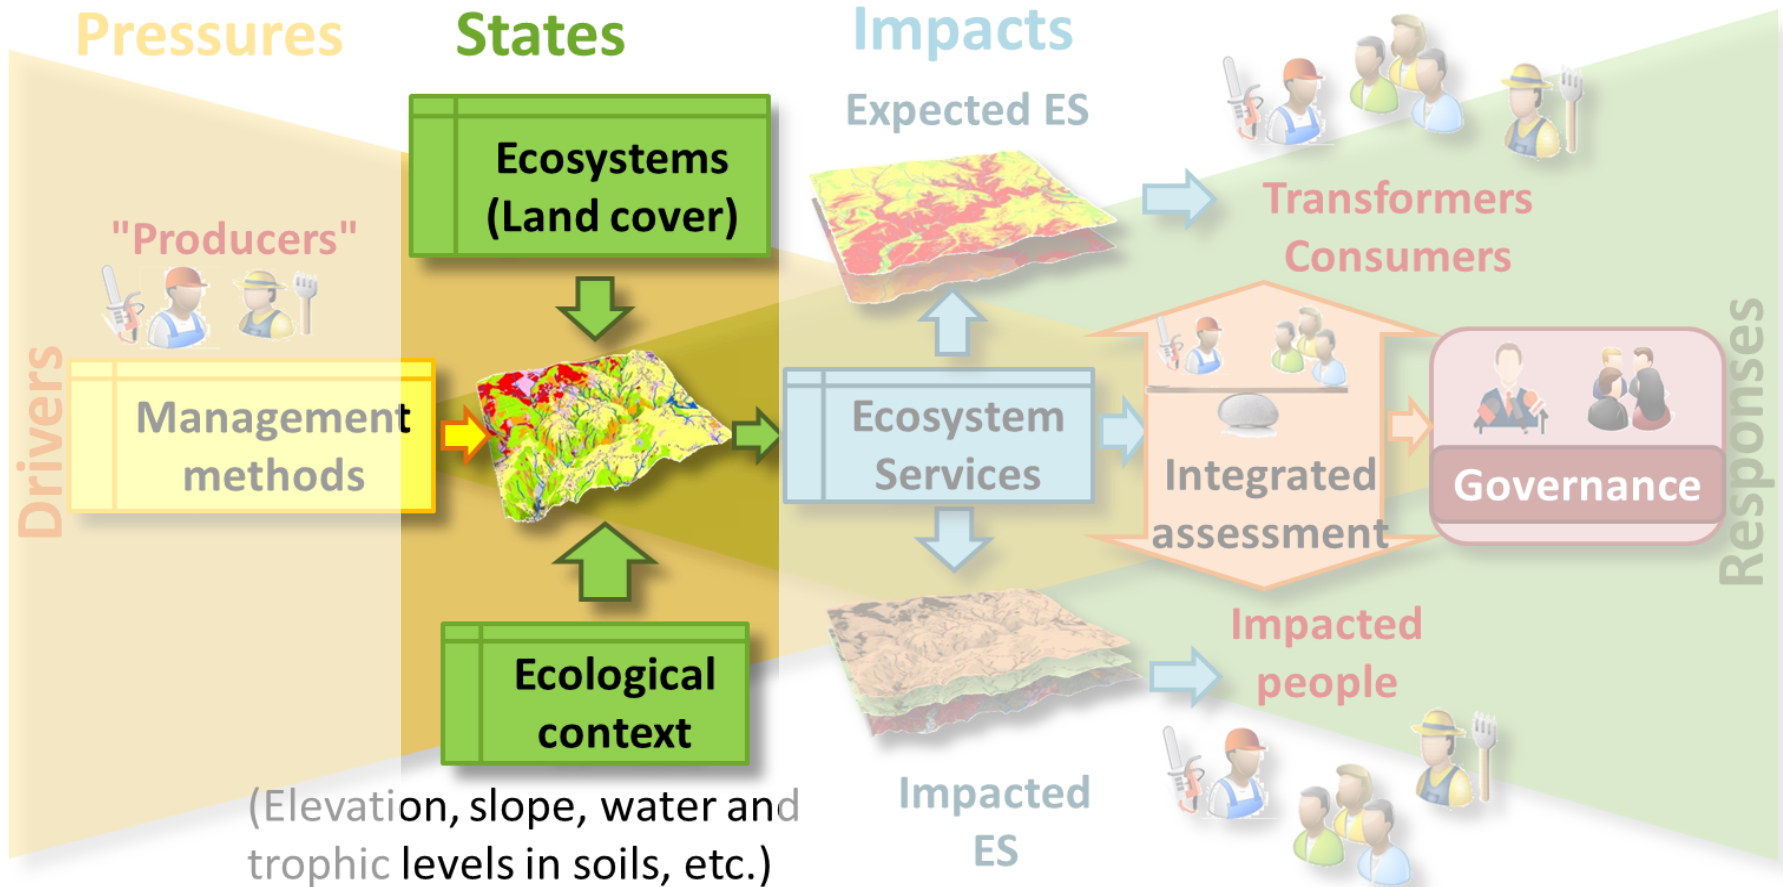 Pressures
States
Impacts
Expected ES
Ecosystems
(Land cover)
"Producers"
Transformers
Consumers
Drivers
Management
methods
Ecosystem
Services
Integrated
assessment
Governance
Responses
Ecological
context
Impacted
people
(Elevation, slope, water and
trophic levels in soils, etc.)
Impacted
ES